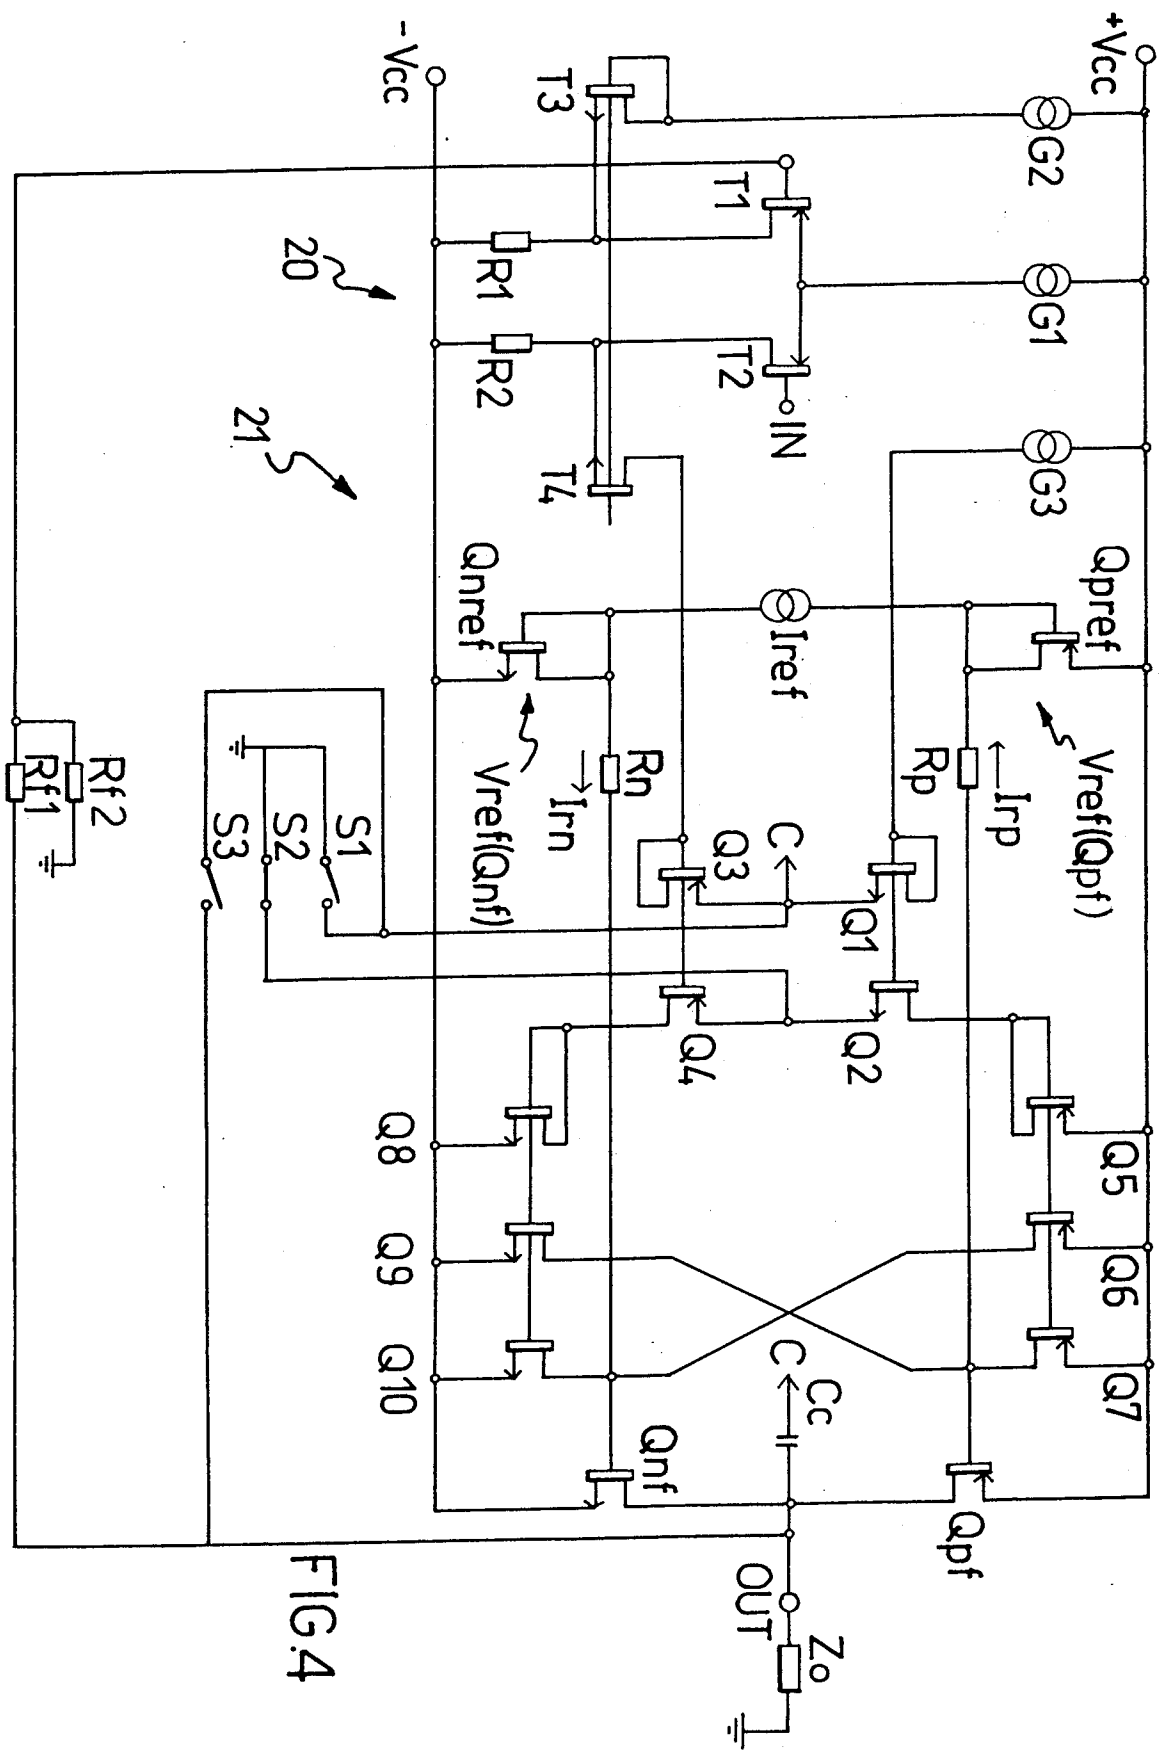 +Vcc
G2
G1
G3
Qpref
Vref(Qpf)
Q5
Q6
Q7
Qpf
Rp
Irp
T1
T2
IN
Iref
Q1
Q2
C
C
Cc
OUT
Zo
T3
T4
Rn
Irn
Q3
Q4
Qnf
R1
R2
Qnref
Vref(Qnf)
Q8
Q9
Q10
-Vcc
20
21
S1
S2
S3
Rf2
Rf1
FIG.4